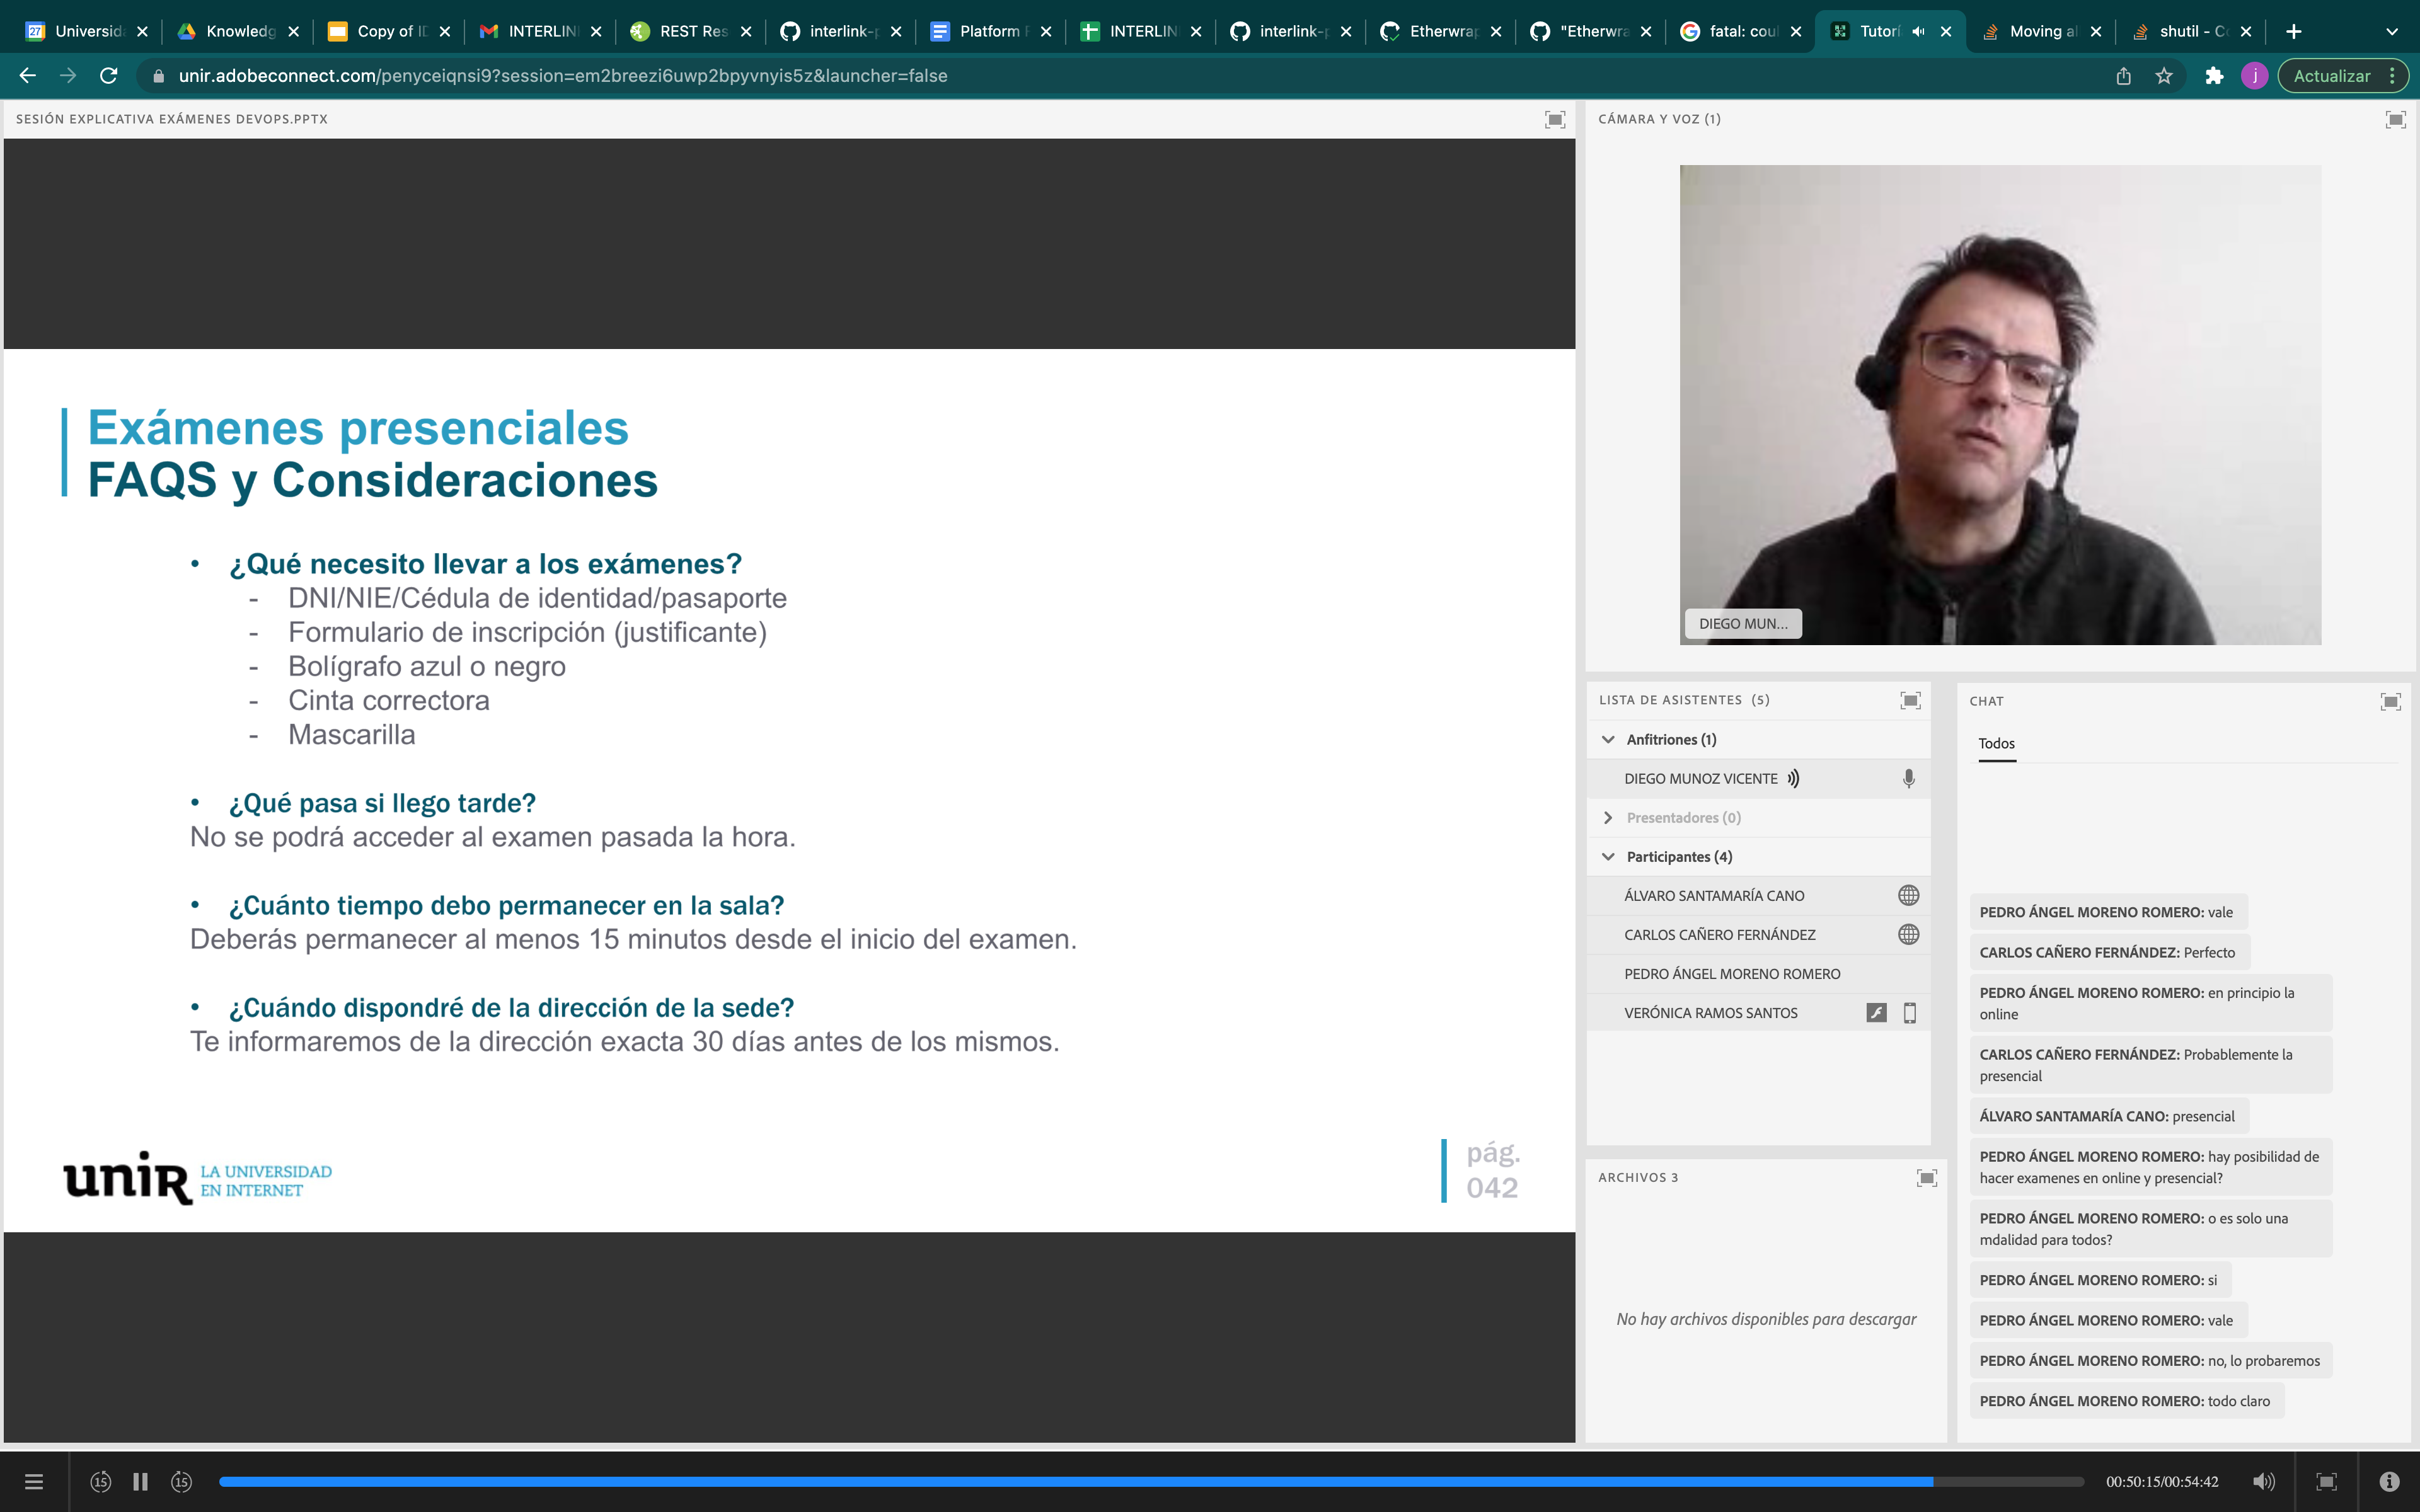 Universid
Knowledg
Copy of I
INTERLIN
REST Res
interlink-p
Platform
INTERLIN
interlink-p
Etherwrap
"Etherwra
fatal: coul
Tutorí
Moving al
shutil - C
unir.adobeconnect.com/penyceiqnsi9?session=em2breezi6uwp2bpyvnyis5z&launcher=false
j
Actualizar
SESIÓN EXPLICATIVA EXÁMENES DEVOPS.PPTX
Exámenes presenciales
FAQS y Consideraciones
• ¿Qué necesito llevar a los exámenes?
- DNI/NIE/Cédula de identidad/pasaporte
- Formulario de inscripción (justificante)
- Bolígrafo azul o negro
- Cinta correctora
- Mascarilla
• ¿Qué pasa si llego tarde?
No se podrá acceder al examen pasada la hora.
• ¿Cuánto tiempo debo permanecer en la sala?
Deberás permanecer al menos 15 minutos desde el inicio del examen.
• ¿Cuándo dispondré de la dirección de la sede?
Te informaremos de la dirección exacta 30 días antes de los mismos.
unir LA UNIVERSIDAD
EN INTERNET
pág.
042
CÁMARA Y VOZ (1)
DIEGO MUN...
LISTA DE ASISTENTES (5)
Anfitriones (1)
DIEGO MUNOZ VICENTE
Presentadores (0)
Participantes (4)
ÁLVARO SANTAMARÍA CANO
CARLOS CAÑERO FERNÁNDEZ
PEDRO ÁNGEL MORENO ROMERO
VERÓNICA RAMOS SANTOS
ARCHIVOS 3
No hay archivos disponibles para descargar
CHAT
Todos
PEDRO ÁNGEL MORENO ROMERO: vale
CARLOS CAÑERO FERNÁNDEZ: Perfecto
PEDRO ÁNGEL MORENO ROMERO: en principio la
online
CARLOS CAÑERO FERNÁNDEZ: Probablemente la
presencial
ÁLVARO SANTAMARÍA CANO: presencial
PEDRO ÁNGEL MORENO ROMERO: hay posibilidad de
hacer examenes en online y presencial?
PEDRO ÁNGEL MORENO ROMERO: o es solo una
mdalidad para todos?
PEDRO ÁNGEL MORENO ROMERO: si
PEDRO ÁNGEL MORENO ROMERO: vale
PEDRO ÁNGEL MORENO ROMERO: no, lo probaremos
PEDRO ÁNGEL MORENO ROMERO: todo claro
15
15
00:50:15/00:54:42